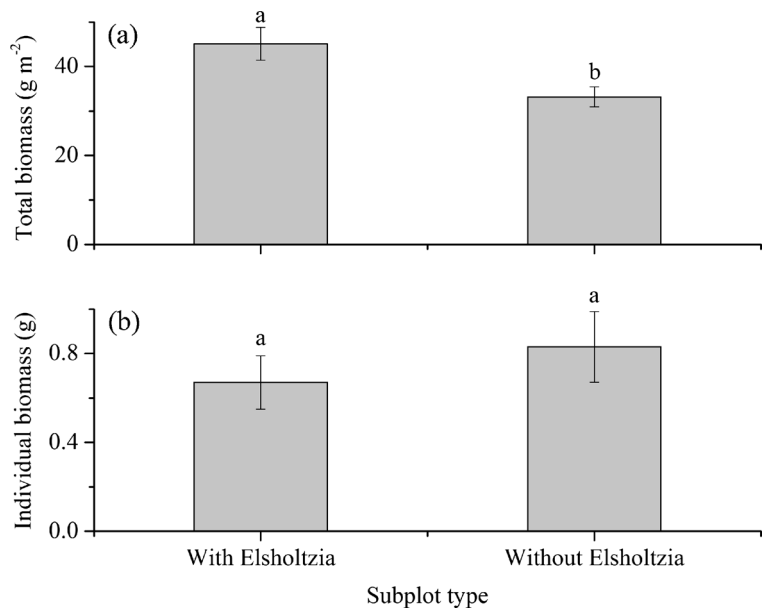 (a)
Total biomass (g m⁻²)
40
20
0
a
b
(b)
Individual biomass (g)
0.8
0.4
0.0
a
a
With Elsholtzia
Without Elsholtzia
Subplot type